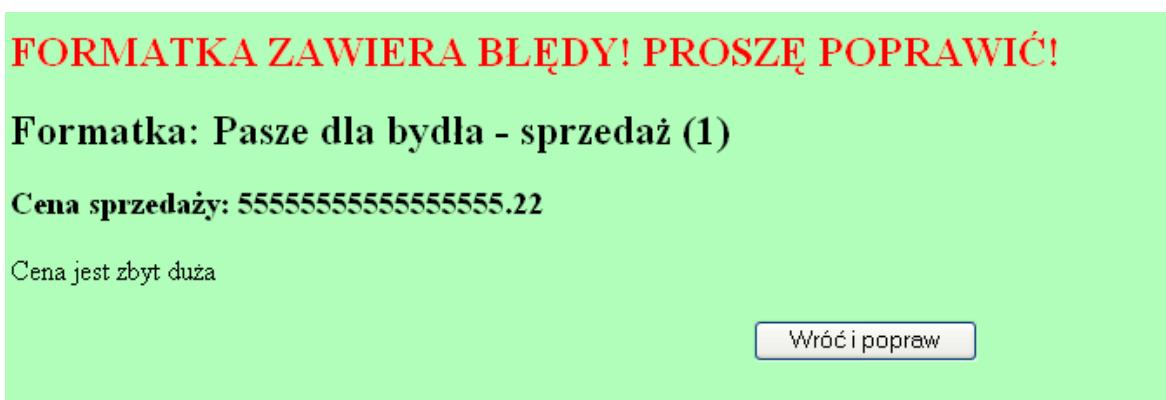 FORMATKA ZAWIERA BŁĘDY! PROSZĘ POPRAWIĆ!
Formatka: Pasze dla bydła - sprzedaż (1)
Cena sprzedaży: 55555555555555555.22
Cena jest zbyt duża
Wróć i popraw